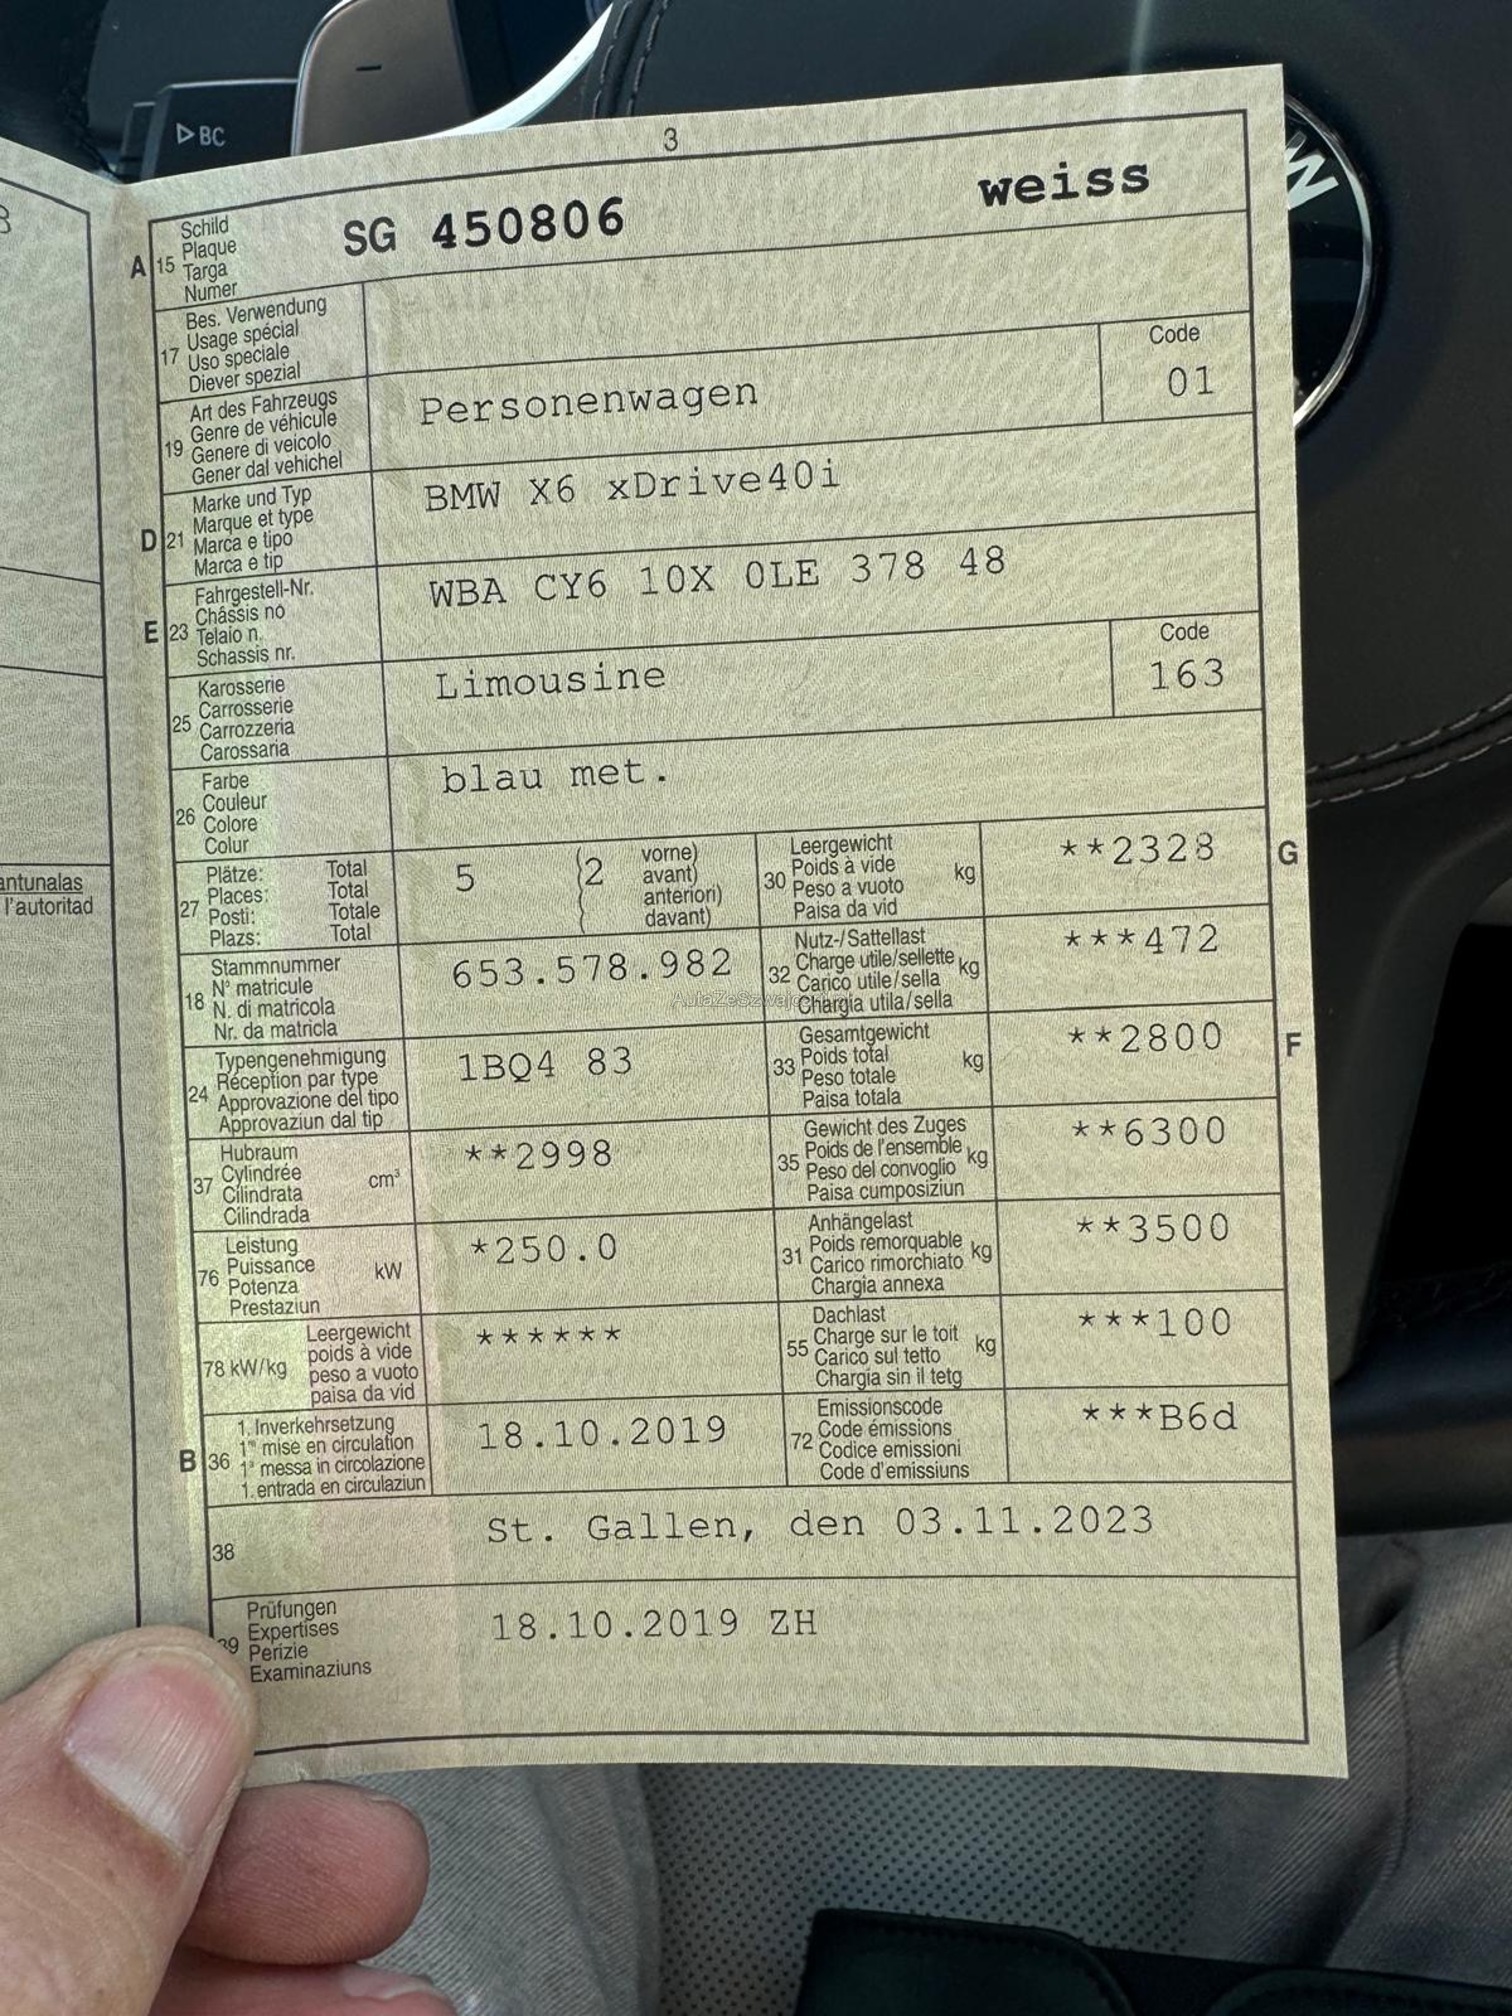 BC
3
A 15 Schild
Plaque
Targa
Numer
SG 450806 weiss
17 Bes. Verwendung
Usage spécial
Uso speciale
Diever spezial
19 Art des Fahrzeugs
Genre de véhicule
Genere di veicolo
Gener dal vehichel
Personenwagen
Code
01
D 21 Marke und Typ
Marque et type
Marca e tipo
Marca e tip
BMW X6 xDrive40i
E 23 Fahrgestell-Nr.
Châssis no
Telaio n.
Schassis nr.
WBA CY6 10X 0LE 378 48
25 Karosserie
Carrosserie
Carrozzeria
Carossaria
Limousine
Code
163
26 Farbe
Couleur
Colore
Colur
blau met.
27 Plätze: Total
Places: Total
Posti: Totale
Plazs: Total
5 (2 vorne)
avant)
anteriori)
davant)
30 Leergewicht
Poids à vide
Peso a vuoto
Paisa da vid
kg
**2328
G
antunalas
l'autoritad
18 Stammnummer
N° matricule
N. di matricola
Nr. da matricla
653.578.982
32 Nutz-/Sattellast
Charge utile/sellette
Carico utile/sella
Chargia utila/sella
kg
***472
24 Typengenehmigung
Réception par type
Approvazione del tipo
Approvaziun dal tip
1BQ4 83
33 Gesamtgewicht
Poids total
Peso totale
Paisa totala
kg
**2800
F
37 Hubraum
Cylindrée
Cilindrata
Cilindrada
cm³
**2998
35 Gewicht des Zuges
Poids de l'ensemble
Peso del convoglio
Paisa cumposiziun
kg
**6300
76 Leistung
Puissance
Potenza
Prestaziun
kW
*250.0
31 Anhängelast
Poids remorquable
Carico rimorchiato
Chargia annexa
kg
**3500
78 kW/kg Leergewicht
poids à vide
peso a vuoto
paisa da vid
******
55 Dachlast
Charge sur le toit
Carico sul tetto
Chargia sin il tetg
kg
***100
B 36 1. Inverkehrsetzung
1re mise en circulation
1a messa in circolazione
1. entrada en circulaziun
18.10.2019
72 Emissionscode
Code émissions
Codice emissioni
Code d'emissiuns
***B6d
38
St. Gallen, den 03.11.2023
39 Prüfungen
Expertises
Perizie
Examinaziuns
18.10.2019 ZH